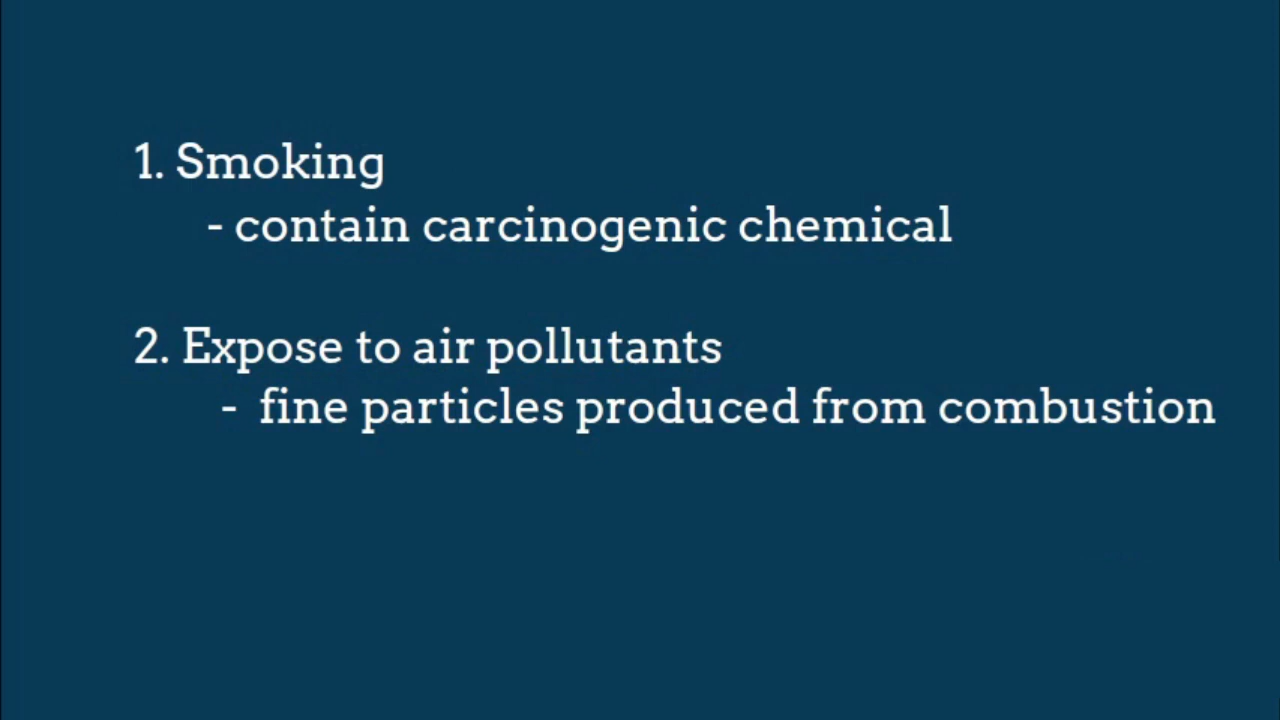 1. Smoking
- contain carcinogenic chemical
2. Expose to air pollutants
- fine particles produced from combustion